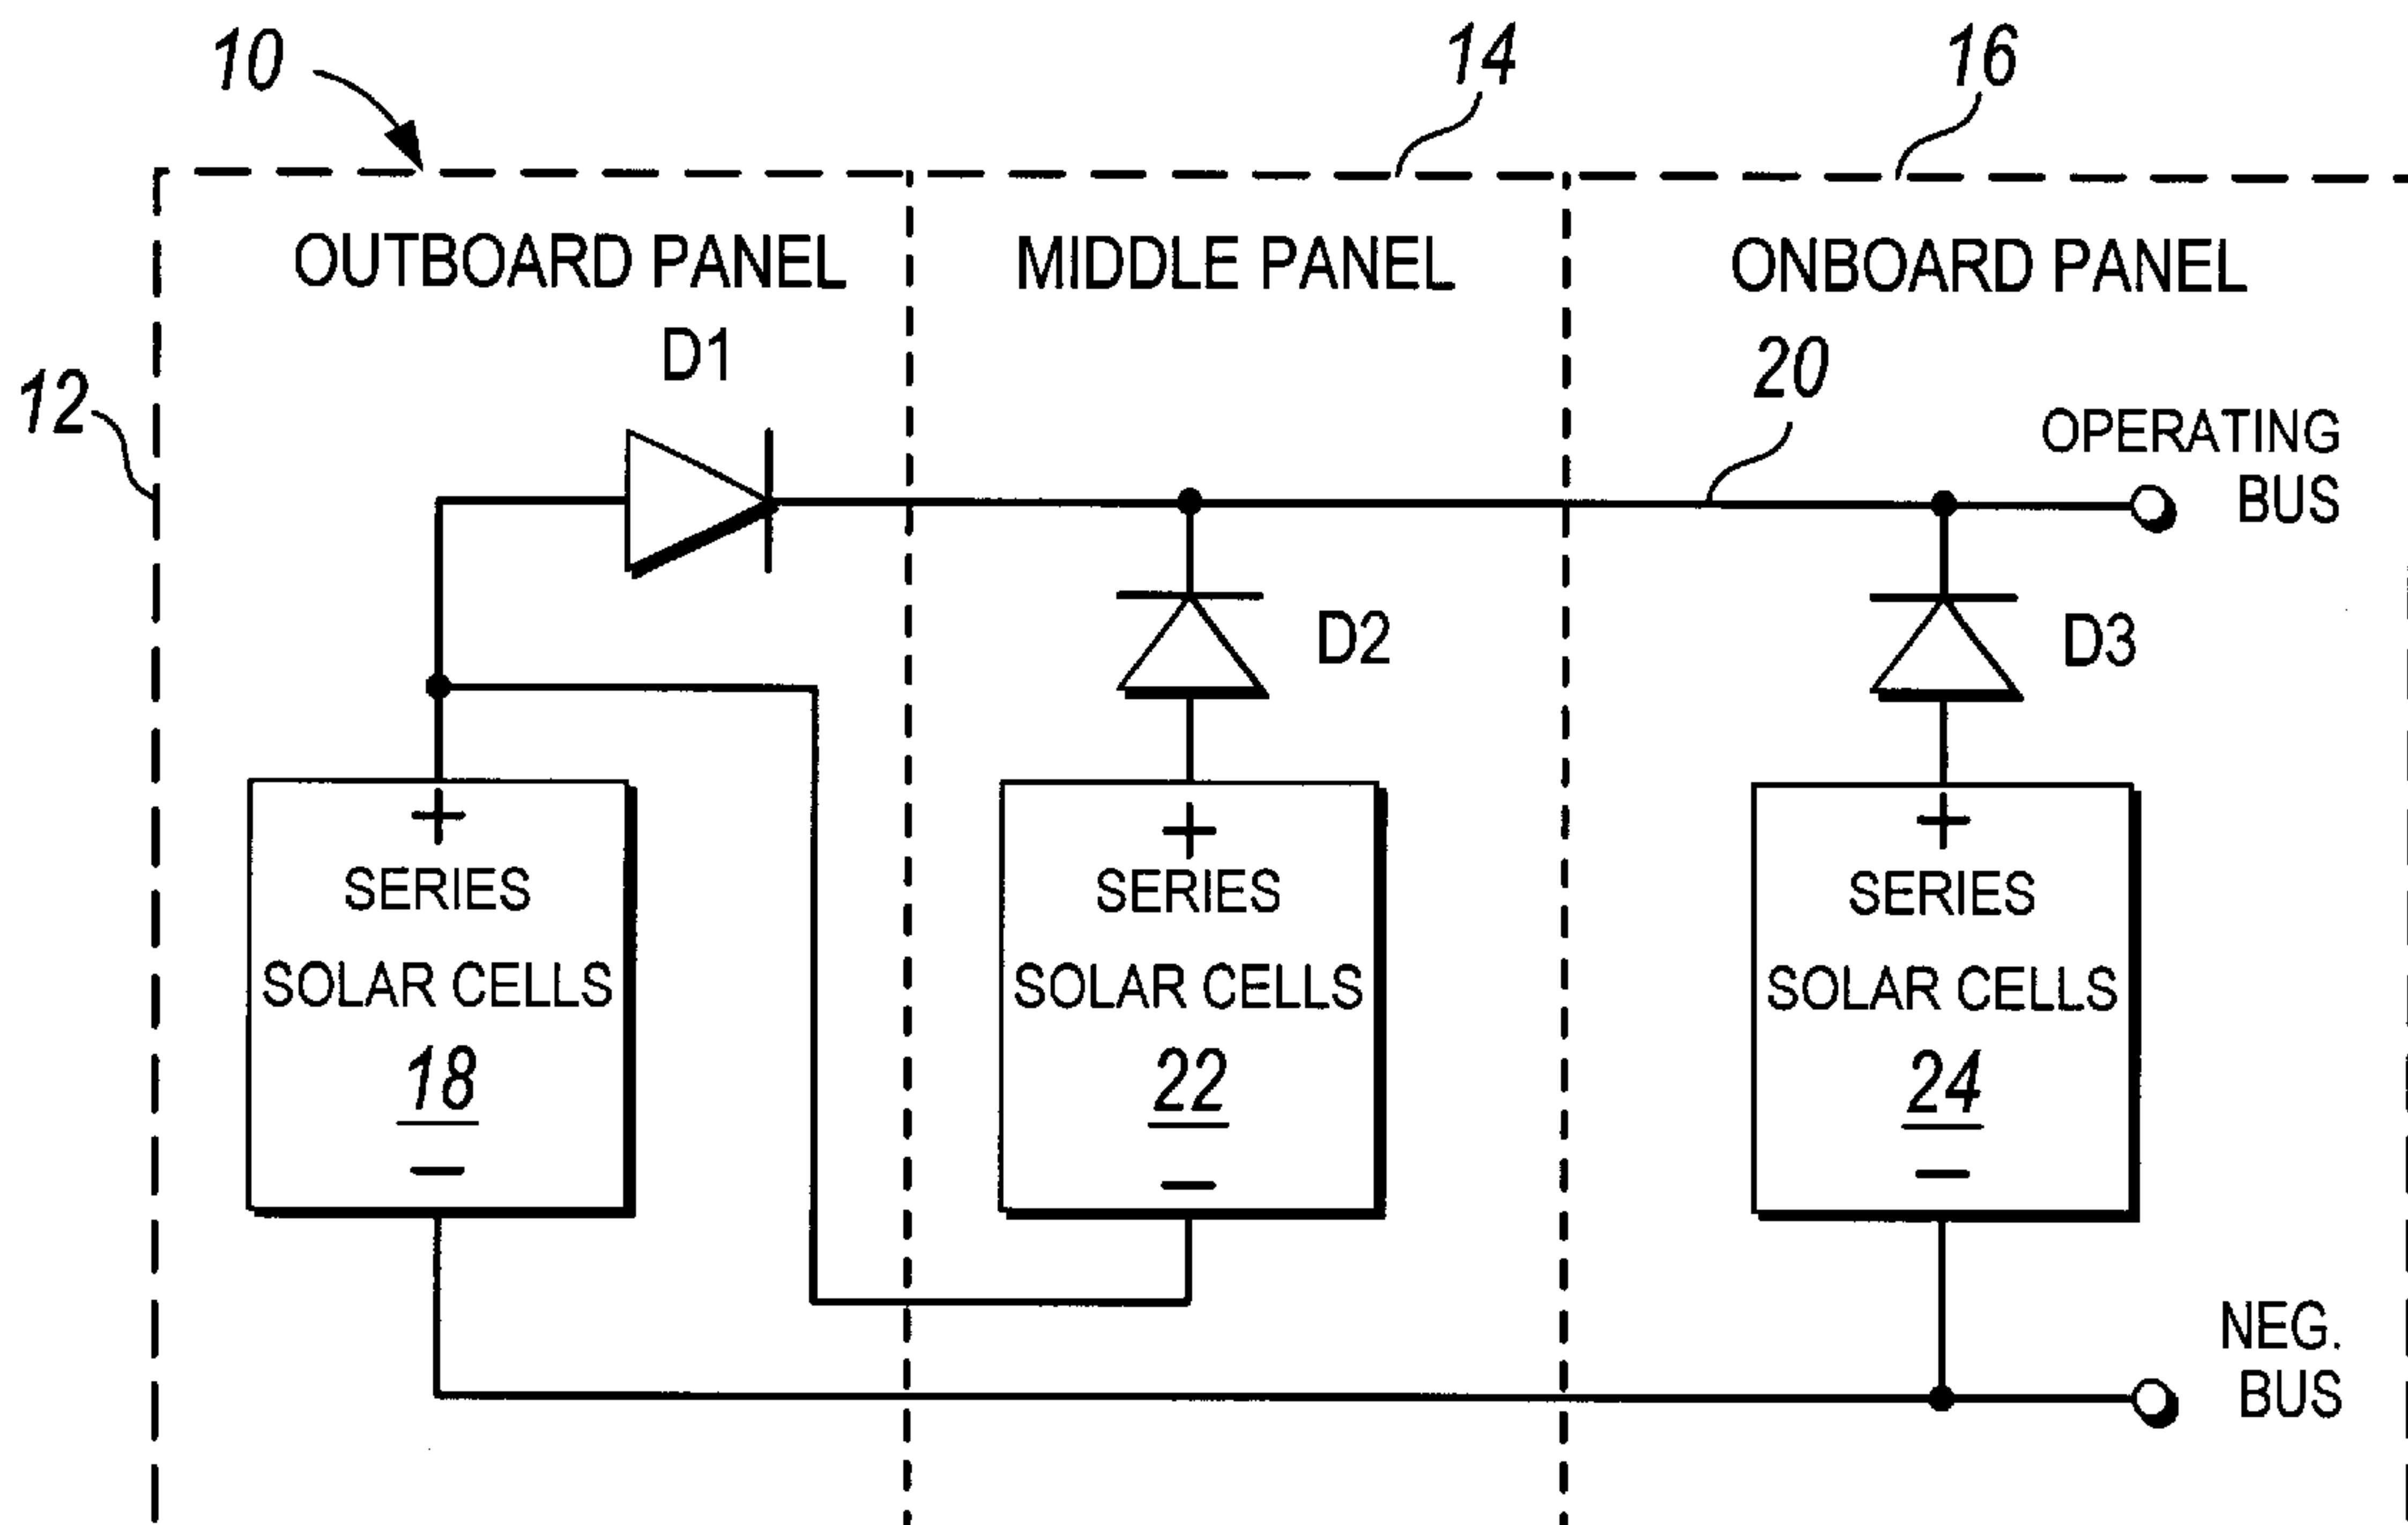 10
14
16
OUTBOARD PANEL
MIDDLE PANEL
ONBOARD PANEL
D1
12
20
OPERATING
BUS
D2
D3
+
SERIES
SOLAR CELLS
18
−
+
SERIES
SOLAR CELLS
22
−
+
SERIES
SOLAR CELLS
24
−
NEG.
BUS